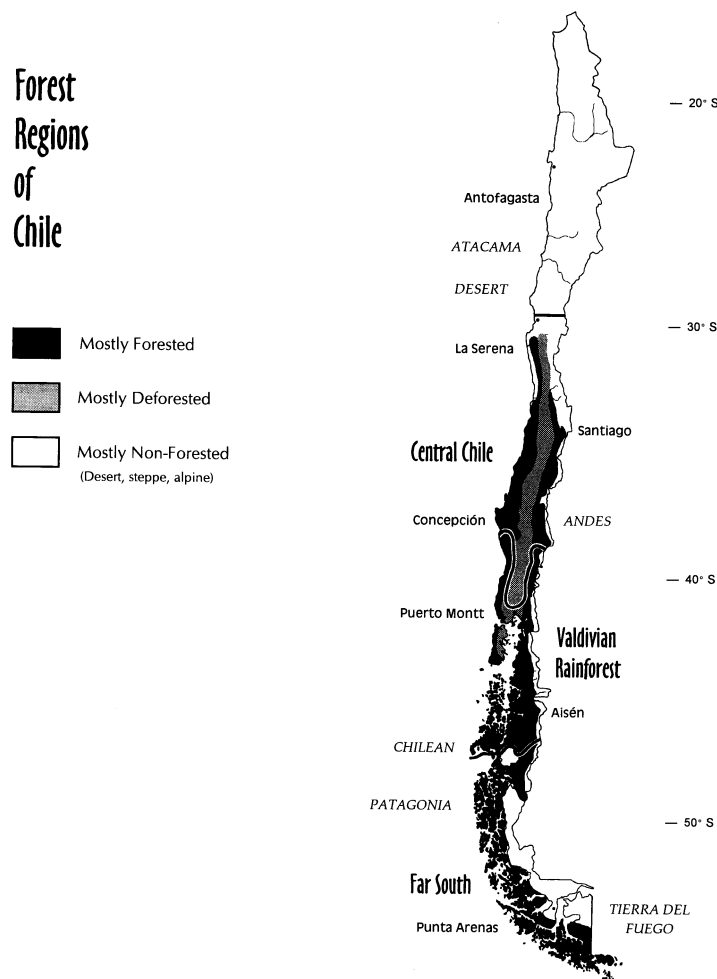 Forest
Regions
of
Chile
Mostly Forested
Mostly Deforested
Mostly Non-Forested
(Desert, steppe, alpine)
20° S
Antofagasta
ATACAMA
DESERT
30° S
La Serena
Santiago
Central Chile
Concepción
ANDES
40° S
Puerto Montt
Valdivian
Rainforest
Aisén
CHILEAN
PATAGONIA
50° S
Far South
TIERRA DEL
FUEGO
Punta Arenas